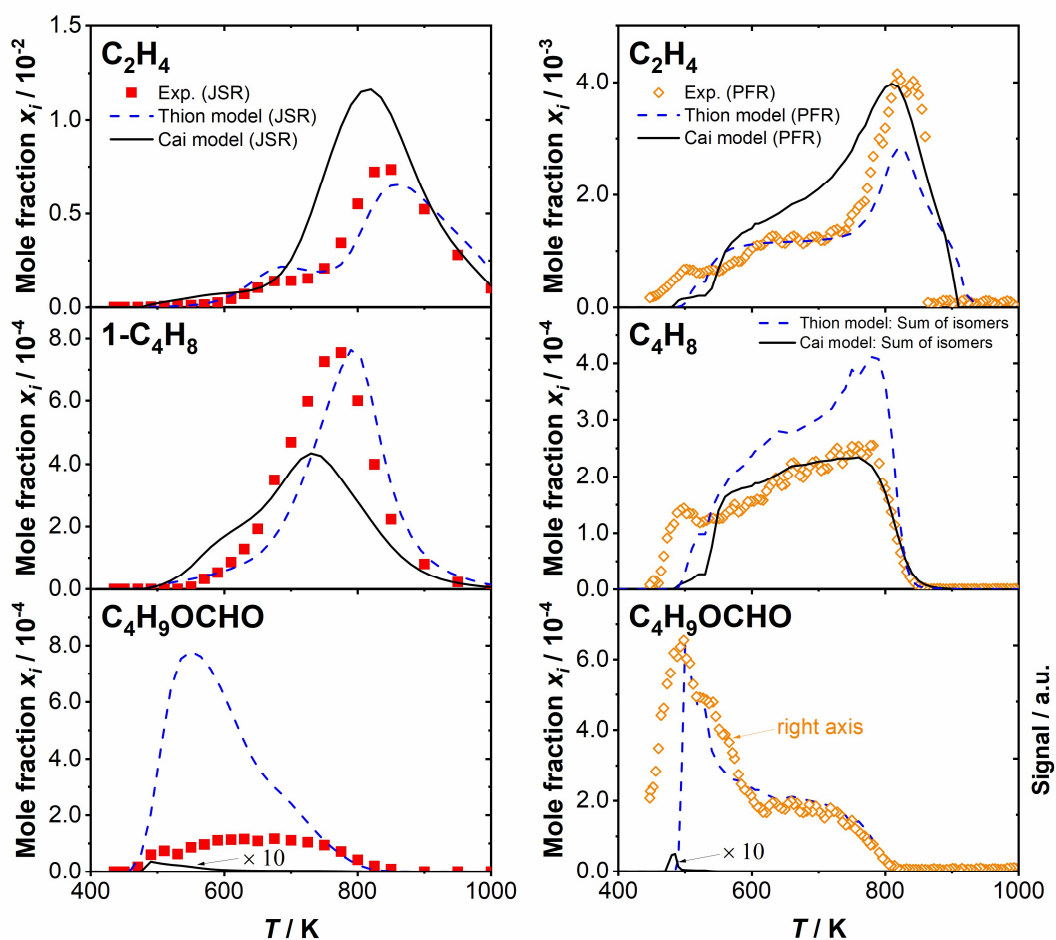 Mole fraction xᵢ / 10⁻²
1.5
1.0
0.5
0.0
C₂H₄
Exp. (JSR)
Thion model (JSR)
Cai model (JSR)
Mole fraction xᵢ / 10⁻³
4.0
2.0
0.0
C₂H₄
Exp. (PFR)
Thion model (PFR)
Cai model (PFR)
Mole fraction xᵢ / 10⁻⁴
8.0
6.0
4.0
2.0
0.0
1-C₄H₈
Mole fraction xᵢ / 10⁻⁴
5.0
4.0
3.0
2.0
1.0
0.0
C₄H₈
Thion model: Sum of isomers
Cai model: Sum of isomers
Mole fraction xᵢ / 10⁻⁴
8.0
6.0
4.0
2.0
0.0
C₄H₉OCHO
× 10
400 600 800 1000
T / K
Mole fraction xᵢ / 10⁻⁴
6.0
4.0
2.0
0.0
C₄H₉OCHO
right axis
× 10
Signal / a.u.
400 600 800 1000
T / K